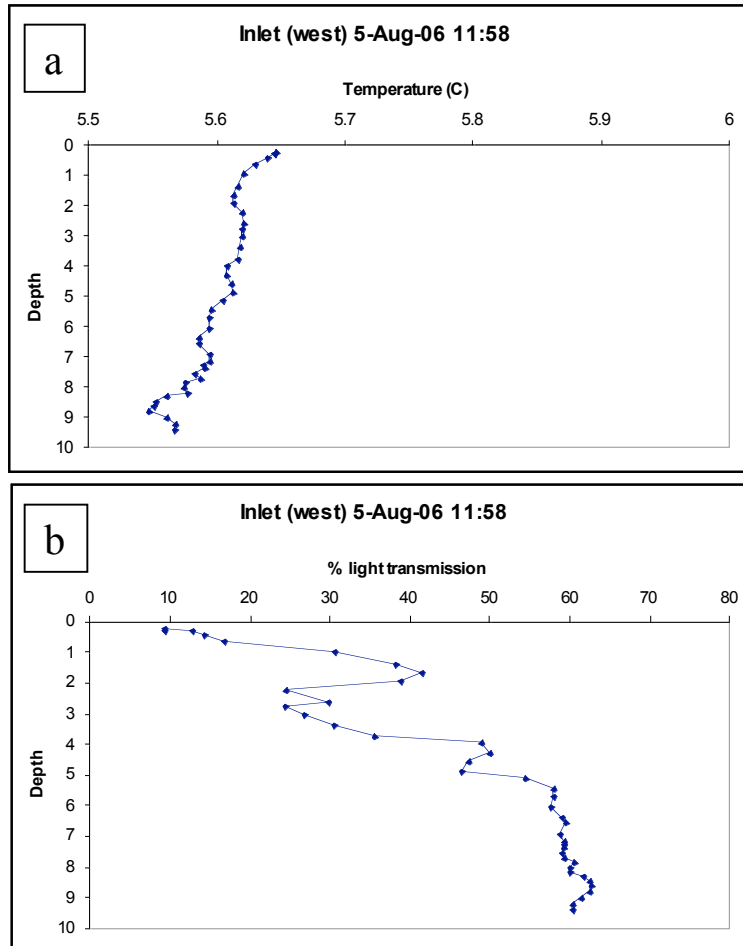 a
Inlet (west) 5-Aug-06 11:58
Temperature (C)
5.5 5.6 5.7 5.8 5.9 6
0
1
2
3
4
5
6
7
8
9
10
Depth
b
Inlet (west) 5-Aug-06 11:58
% light transmission
0 10 20 30 40 50 60 70 80
0
1
2
3
4
5
6
7
8
9
10
Depth